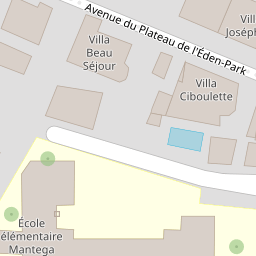 Avenue du Plateau de l'Éden-Park
Villa
Beau
Séjour
Villa
Ciboulette
École
élémentaire
Mantega